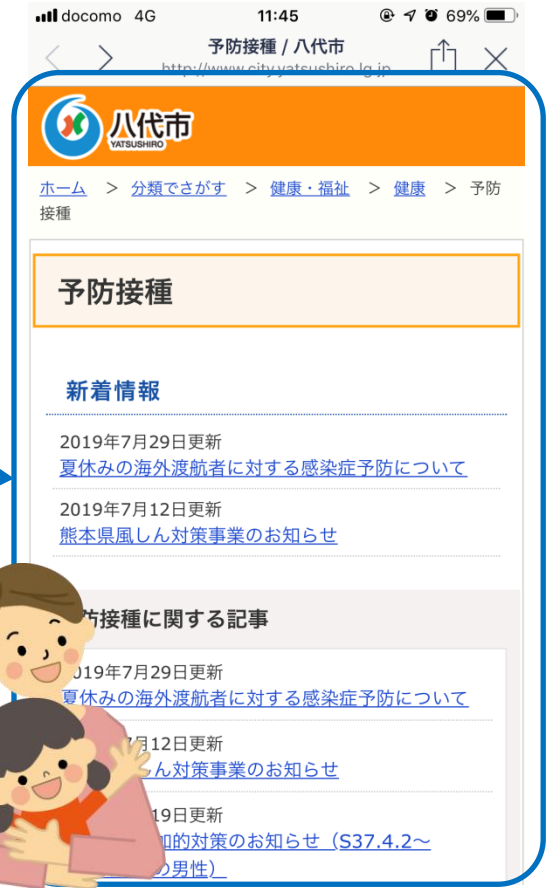 docomo 4G 11:45 69%
予防接種 / 八代市
http://www.city.yatsushiro.lg.jp
八代市
YATSUSHIRO
ホーム > 分類でさがす > 健康・福祉 > 健康 > 予防
接種
予防接種
新着情報
2019年7月29日更新
夏休みの海外渡航者に対する感染症予防について
2019年7月12日更新
熊本県風しん対策事業のお知らせ
防接種に関する記事
019年7月29日更新
夏休みの海外渡航者に対する感染症予防について
月12日更新
しん対策事業のお知らせ
19日更新
加的対策のお知らせ（S37.4.2～
の男性）